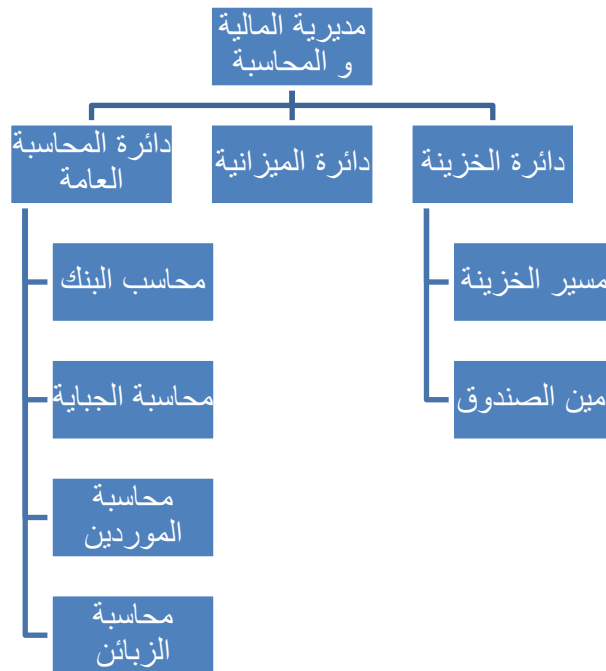 مديرية المالية
و المحاسبة
دائرة الخزينة
دائرة الميزانية
دائرة المحاسبة
العامة
مسير الخزينة
مين الصندوق
محاسب البنك
محاسبة الجباية
محاسبة
الموردين
محاسبة
الزبائن